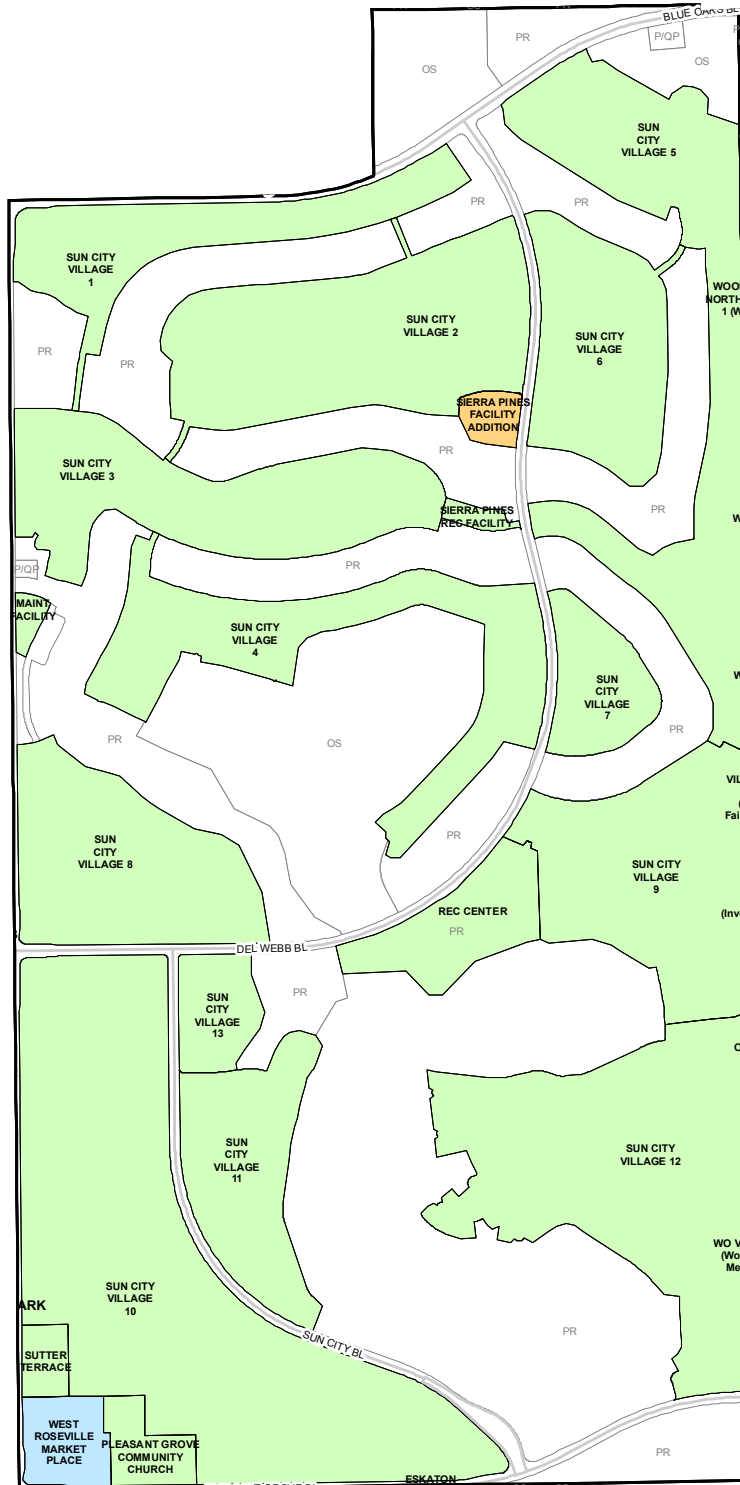 BLUE OAKS BL
PR
P/QP
OS
OS
SUN
CITY
VILLAGE 5
PR
PR
SUN CITY
VILLAGE
1
SUN CITY
VILLAGE 2
SUN CITY
VILLAGE
6
PR
PR
SIERRA PINES
FACILITY
ADDITION
PR
SUN CITY
VILLAGE 3
SIERRA PINES
REC FACILITY
PR
P/QP
PR
MAINT
FACILITY
SUN CITY
VILLAGE
4
SUN
CITY
VILLAGE
7
PR
PR
OS
PR
SUN
CITY
VILLAGE 8
SUN CITY
VILLAGE
9
REC CENTER
PR
DEL WEBB BL
PR
SUN
CITY
VILLAGE
13
SUN
CITY
VILLAGE
11
SUN CITY
VILLAGE 12
SUN CITY
VILLAGE
10
ARK
SUN CITY BL
PR
SUTTER
TERRACE
WEST
ROSEVILLE
MARKET
PLACE
PLEASANT GROVE
COMMUNITY
CHURCH
PR
ESKATON